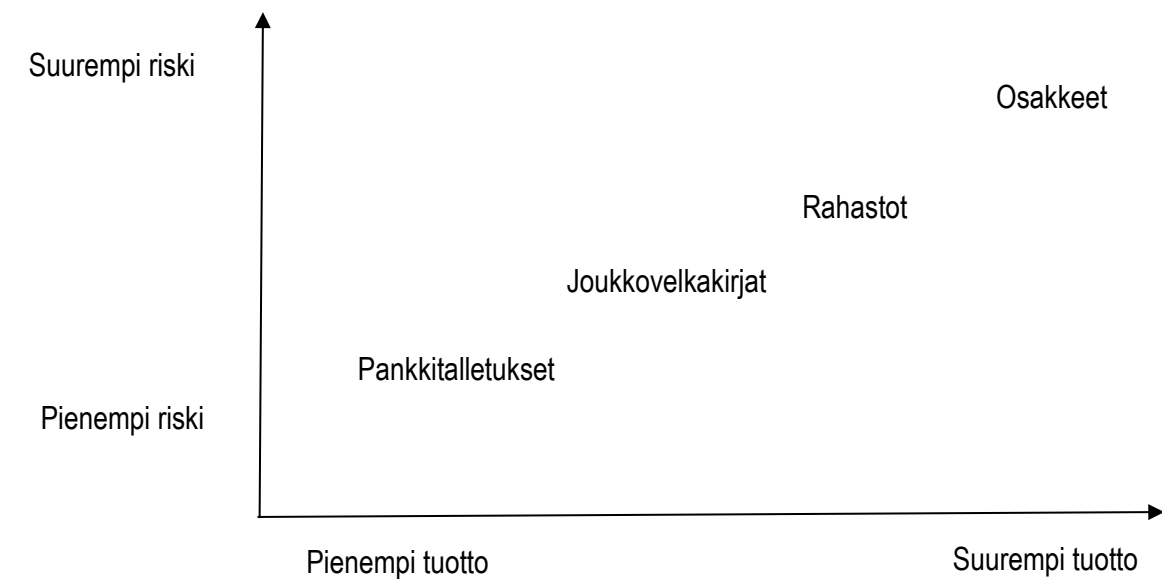 Suurempi riski
Osakkeet
Rahastot
Joukkovelkakirjat
Pankkitalletukset
Pienempi riski
Pienempi tuotto
Suurempi tuotto